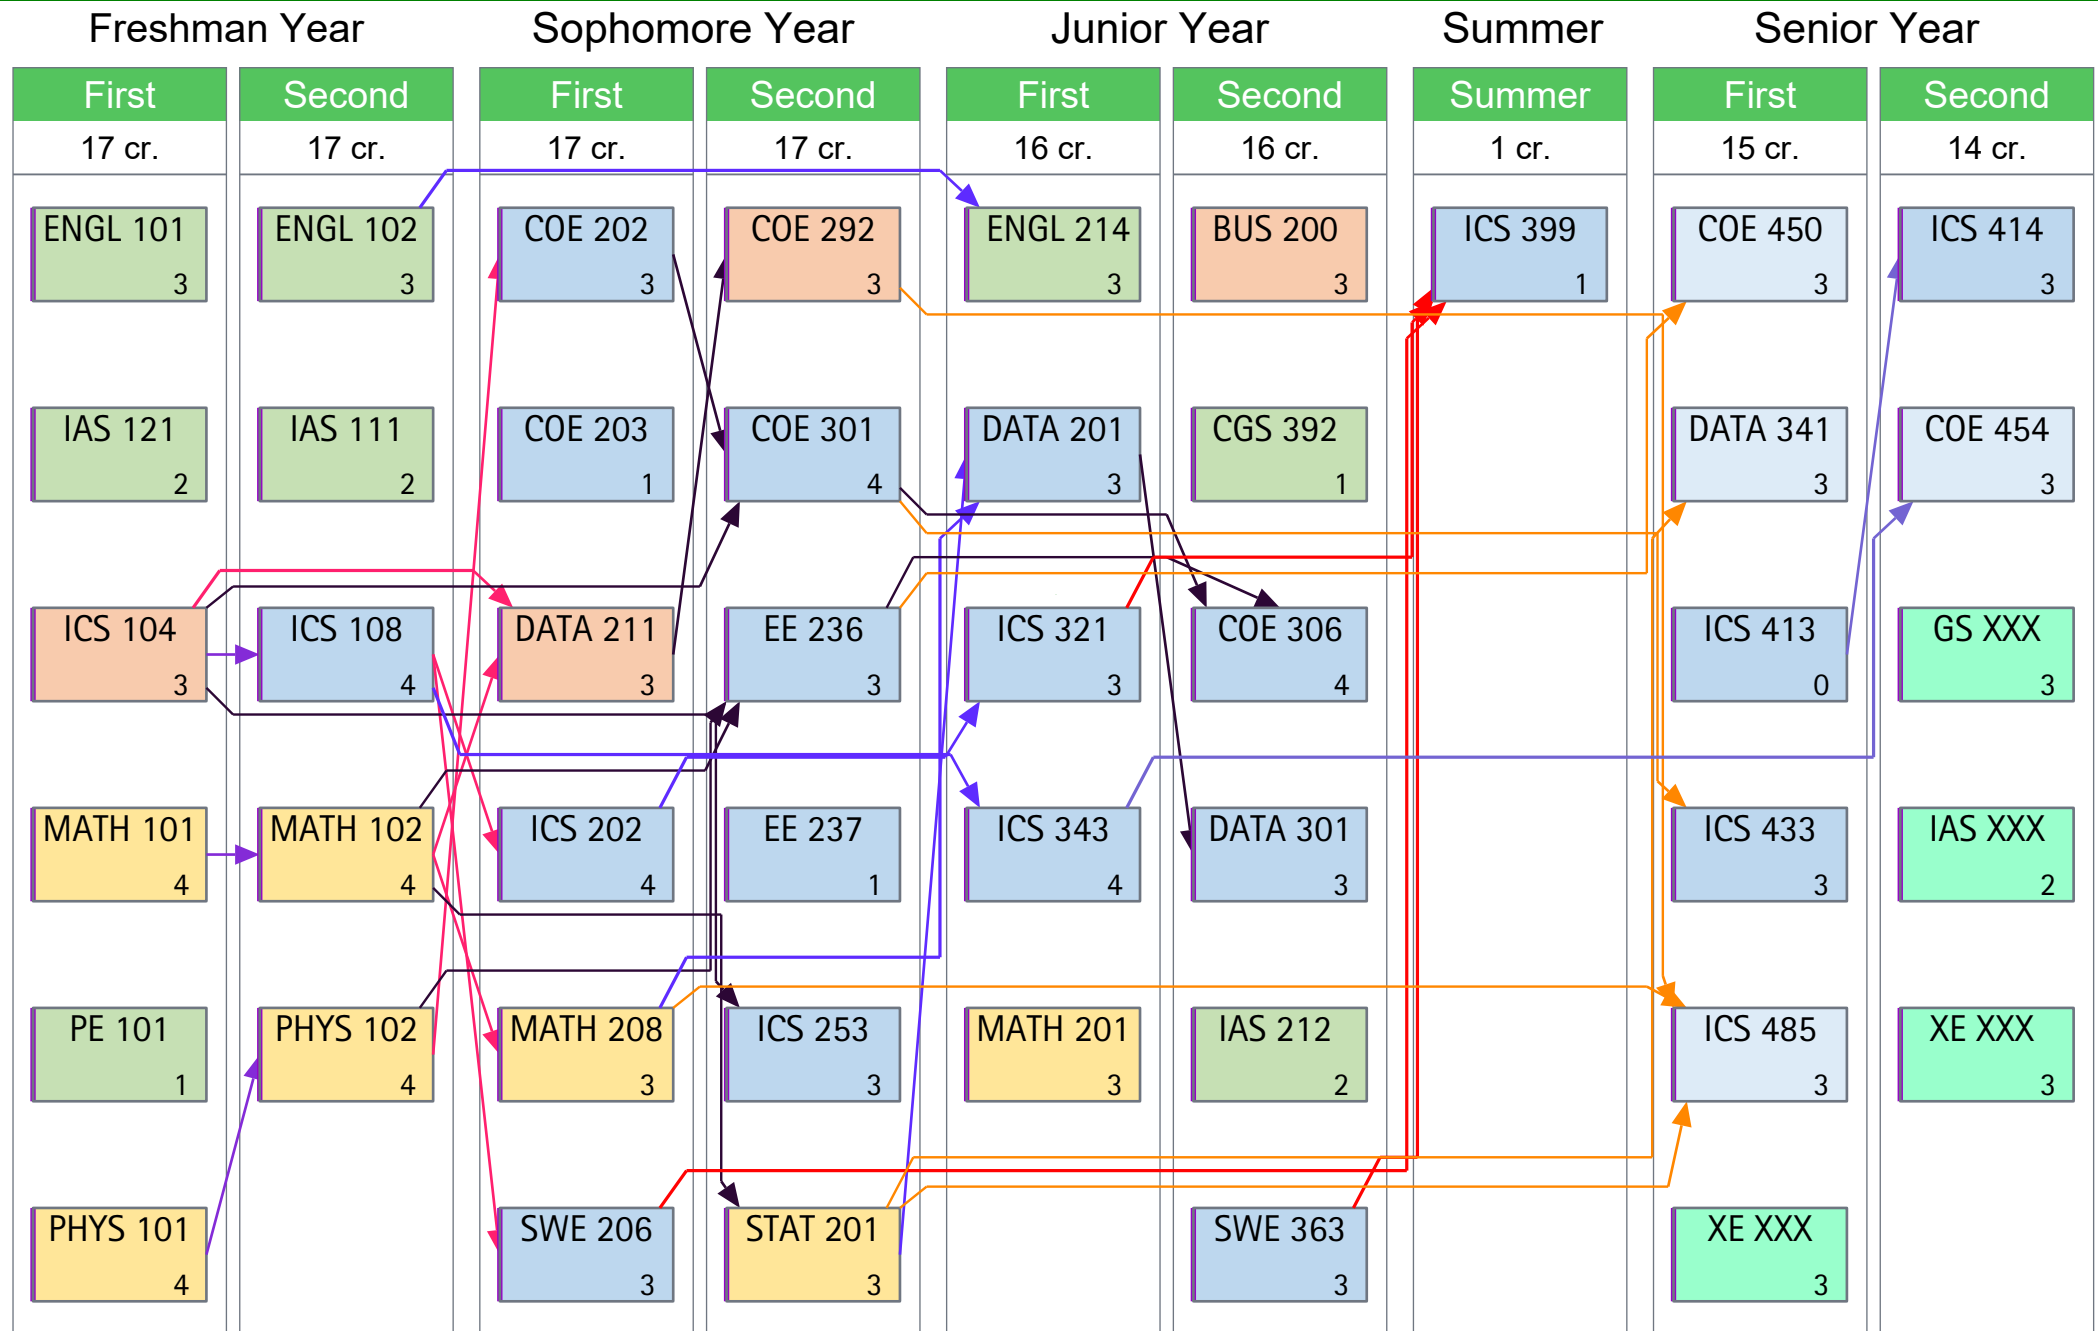 Freshman Year
Sophomore Year
Junior Year
Summer
Senior Year
First
Second
First
Second
First
Second
Summer
First
Second
17 cr.
17 cr.
17 cr.
17 cr.
16 cr.
16 cr.
1 cr.
15 cr.
14 cr.
ENGL 101
3
ENGL 102
3
COE 202
3
COE 292
3
ENGL 214
3
BUS 200
3
ICS 399
1
COE 450
3
ICS 414
3
IAS 121
2
IAS 111
2
COE 203
1
COE 301
4
DATA 201
3
CGS 392
1
DATA 341
3
COE 454
3
ICS 104
3
ICS 108
4
DATA 211
3
EE 236
3
ICS 321
3
COE 306
4
ICS 413
0
GS XXX
3
MATH 101
4
MATH 102
4
ICS 202
4
EE 237
1
ICS 343
4
DATA 301
3
ICS 433
3
IAS XXX
2
PE 101
1
PHYS 102
4
MATH 208
3
ICS 253
3
MATH 201
3
IAS 212
2
ICS 485
3
XE XXX
3
PHYS 101
4
SWE 206
3
STAT 201
3
SWE 363
3
XE XXX
3